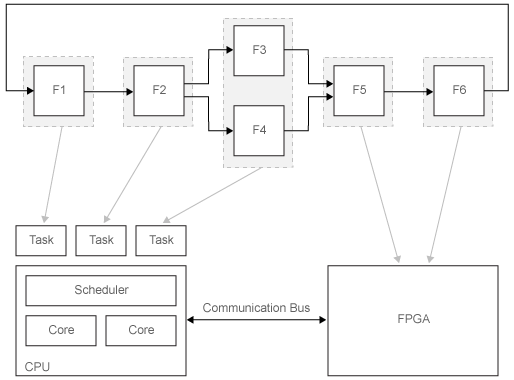 F3
F1
F2
F5
F6
F4
Task
Task
Task
Scheduler
Core
Core
CPU
Communication Bus
FPGA